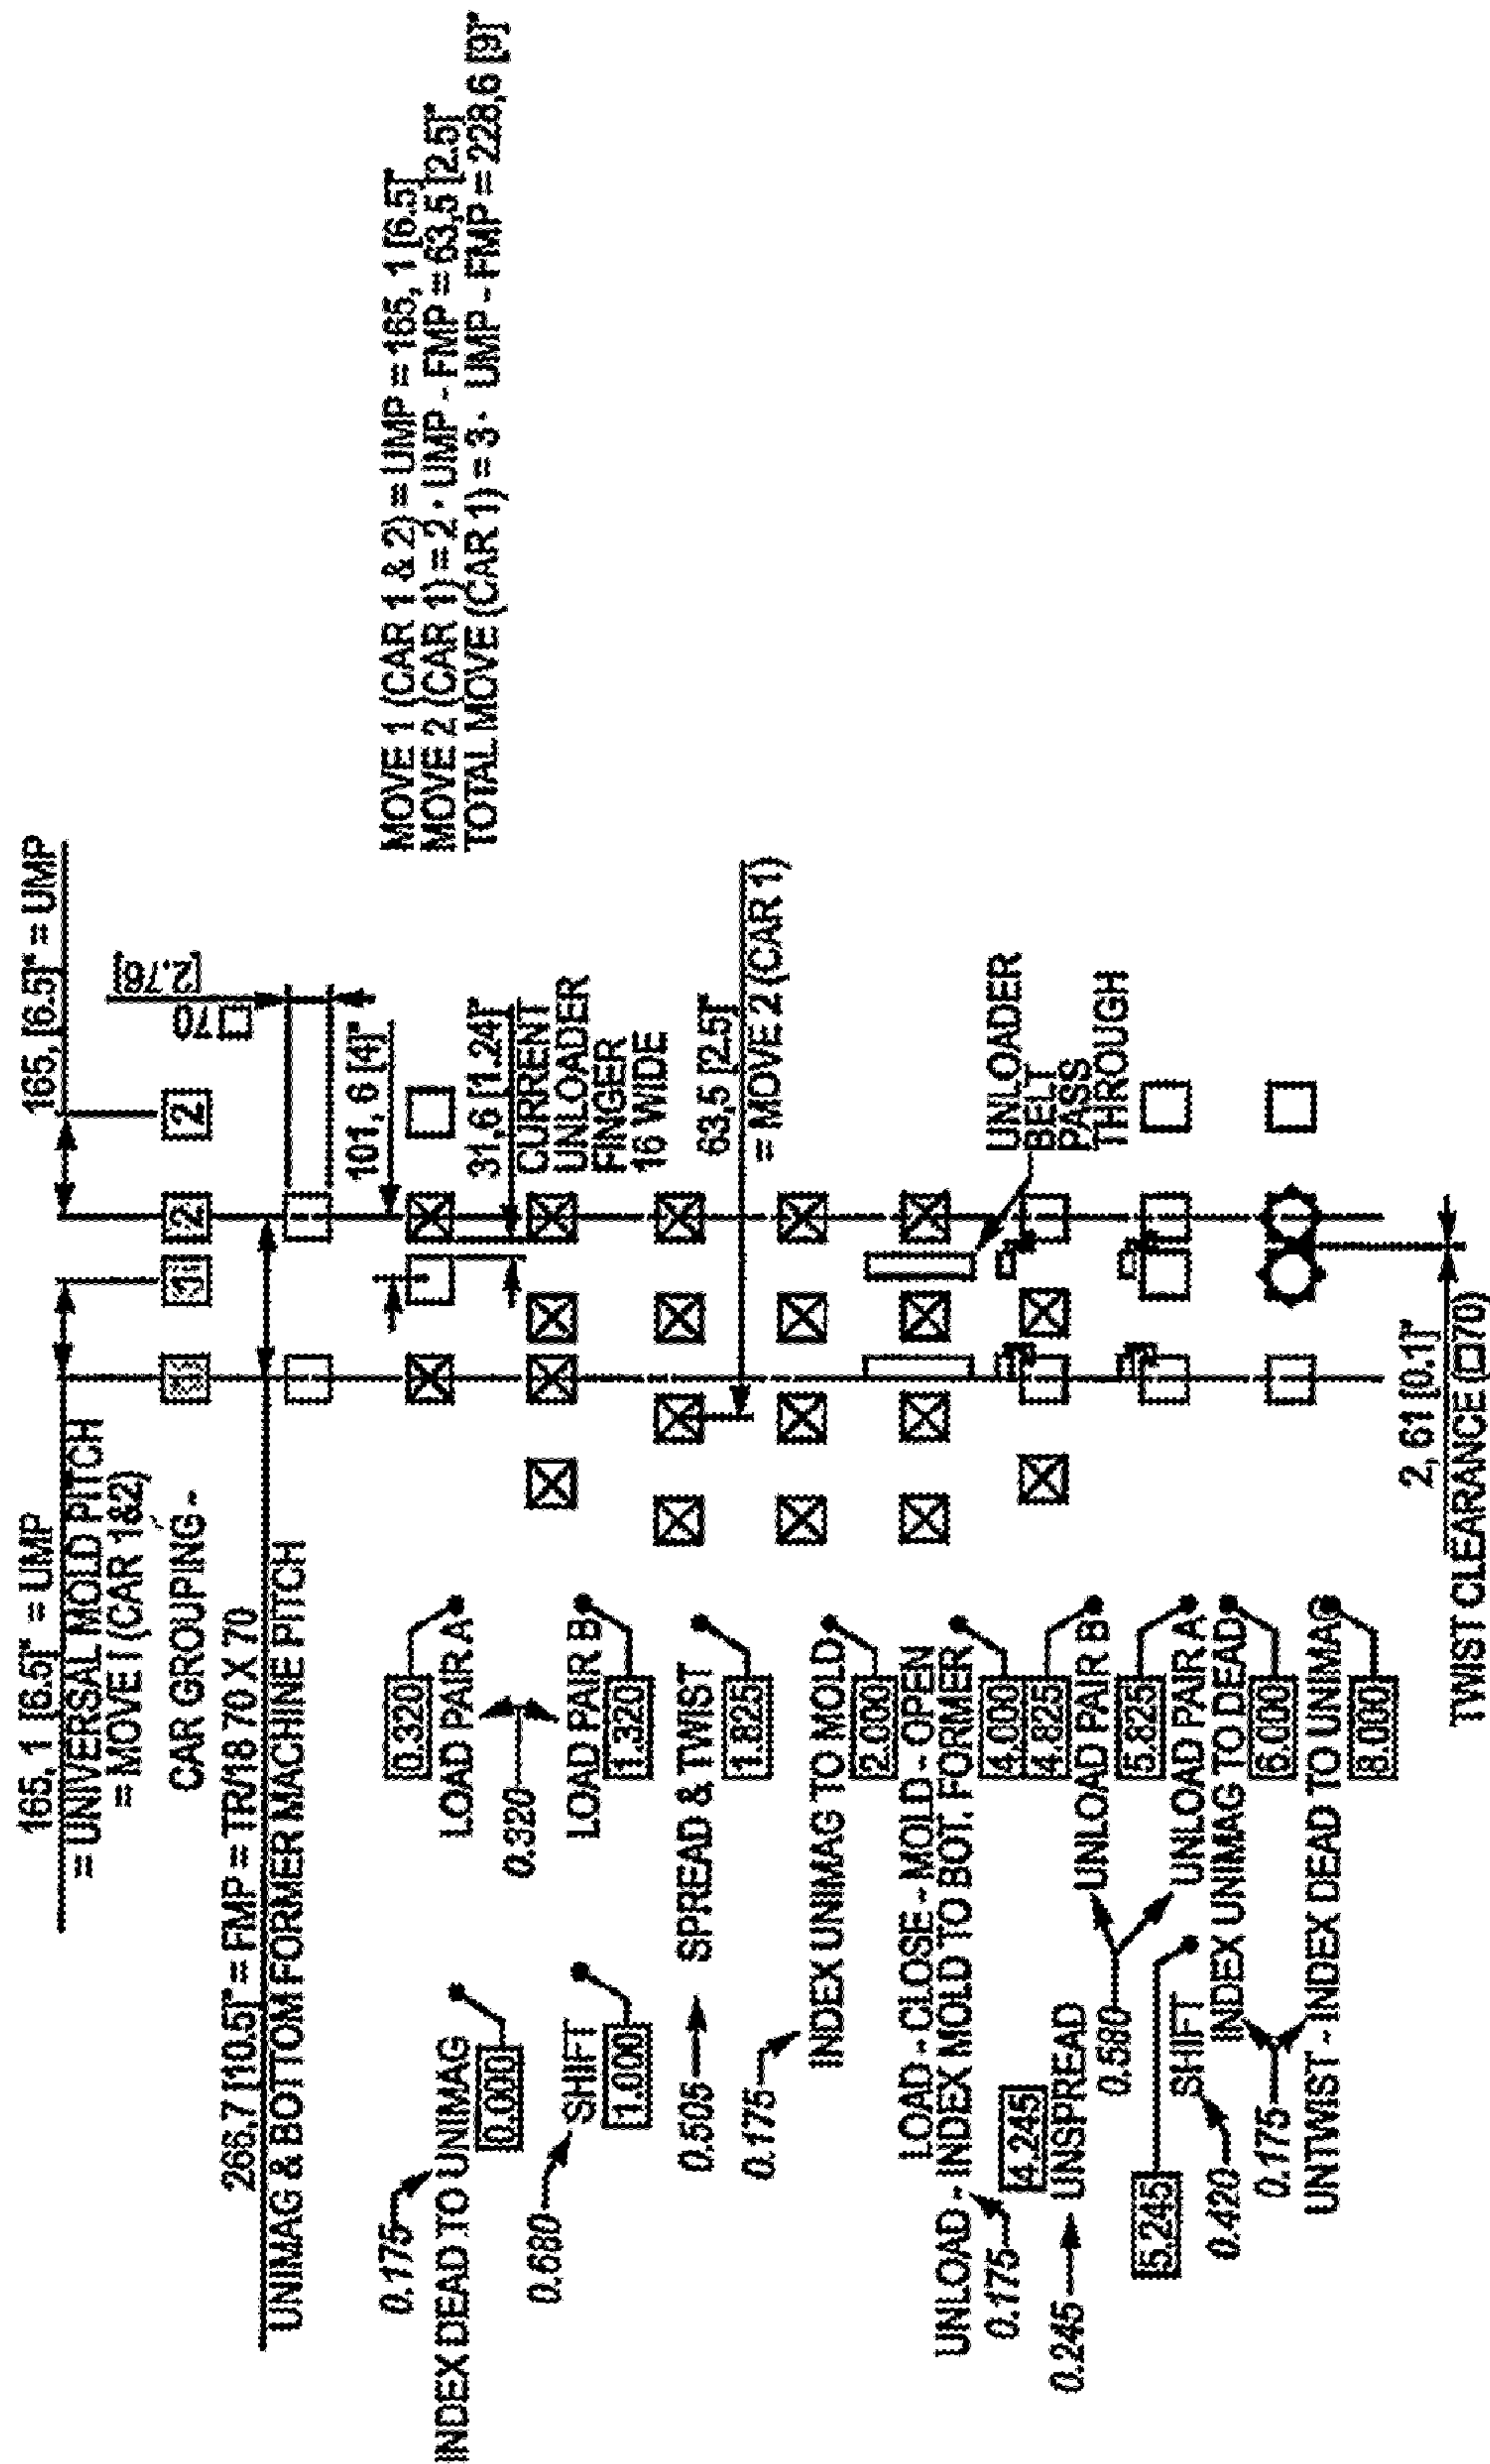 165, 1 [6.5]" = UMP
= UNIVERSAL MOLD PITCH
= MOVE I (CAR 1&2)
165, [6.5]" = UMP
CAR GROUPING -
1
1
2
2
266,7 [10.5]" = FMP = TR/18 70 X 70
UNIMAG & BOTTOM FORMER MACHINE PITCH
□70
[2.76]
101, 6 [4]"
31,6 [1.24]"
CURRENT
UNLOADER
FINGER
16 WIDE
63,5 [2.5]"
= MOVE 2 (CAR 1)
UNLOADER
BELT
PASS
THROUGH
MOVE 1 (CAR 1 & 2) = UMP = 165, 1 [6.5]"
MOVE 2 (CAR 1) = 2 · UMP - FMP = 63,5 [2.5]"
TOTAL MOVE (CAR 1) = 3 · UMP - FMP = 228,6 [9]"
0.175
INDEX DEAD TO UNIMAG
0.000
0.320
LOAD PAIR A
0.320
0.680
SHIFT
1.000
LOAD PAIR B
1.320
0.505
SPREAD & TWIST
1.825
0.175
INDEX UNIMAG TO MOLD
2.000
LOAD - CLOSE - MOLD - OPEN
UNLOAD - INDEX MOLD TO BOT. FORMER
0.175
4.000
4.245
4.825
0.245
UNSPREAD
UNLOAD PAIR B
0.580
5.825
5.245
SHIFT
UNLOAD PAIR A
0.420
INDEX UNIMAG TO DEAD
6.000
0.175
UNTWIST - INDEX DEAD TO UNIMAG
8.000
2, 61 [0.1]"
TWIST CLEARANCE (□70)